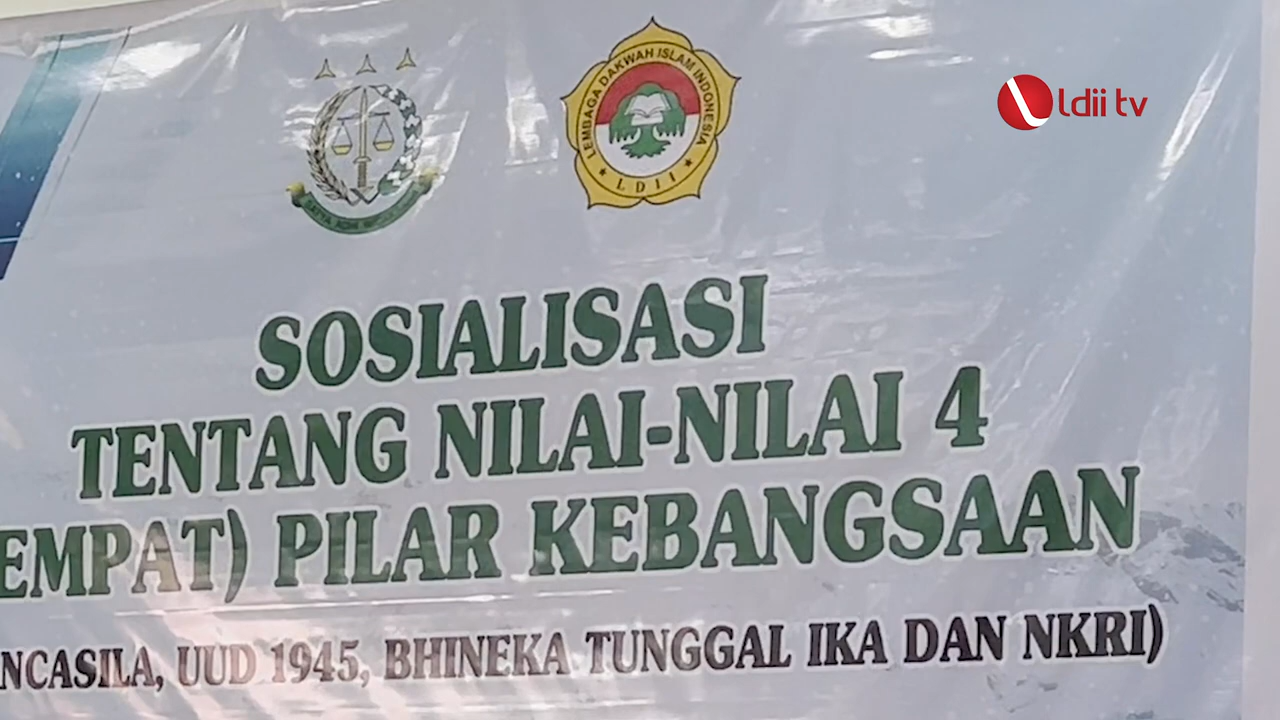 LEMBAGA DAKWAH ISLAM INDONESIA
LDII
ldii tv
SOSIALISASI
TENTANG NILAI-NILAI 4
EMPAT) PILAR KEBANGSAAN
NCASILA, UUD 1945, BHINEKA TUNGGAL IKA DAN NKRI)